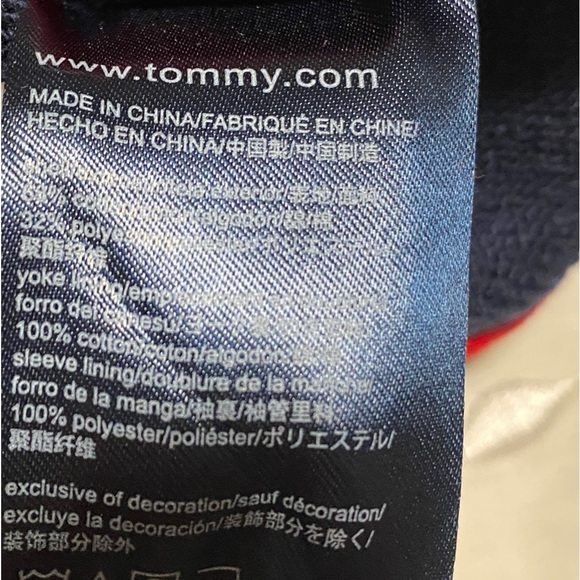 www.tommy.com
MADE IN CHINA/FABRIQUÉ EN CHINE/
HECHO EN CHINA/中国製/中国制造
32% poly
聚酯纤维
yoke lining/
forro del
100% cotton/coton/algodón/
sleeve lining/doublure de la manche/
forro de la manga/袖裏/袖管里料
100% polyester/poliéster/ポリエステル/
聚酯纤维
exclusive of decoration/sauf décoration/
excluye la decoración/装飾部分を除く/
装饰部分除外